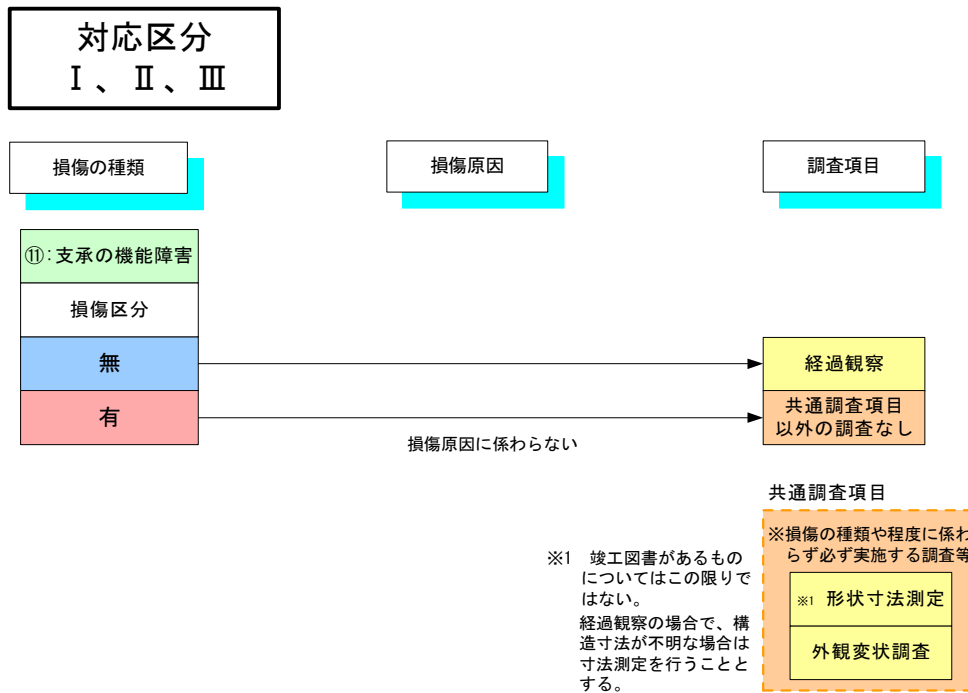 対応区分
Ⅰ、Ⅱ、Ⅲ
損傷の種類
損傷原因
調査項目
⑪:支承の機能障害
損傷区分
無
経過観察
有
共通調査項目
以外の調査なし
損傷原因に係わらない
共通調査項目
※損傷の種類や程度に係わ
らず必ず実施する調査等
※1 形状寸法測定
外観変状調査
※1 竣工図書があるもの
についてはこの限りで
はない。
経過観察の場合で、構
造寸法が不明な場合は
寸法測定を行うことと
する。